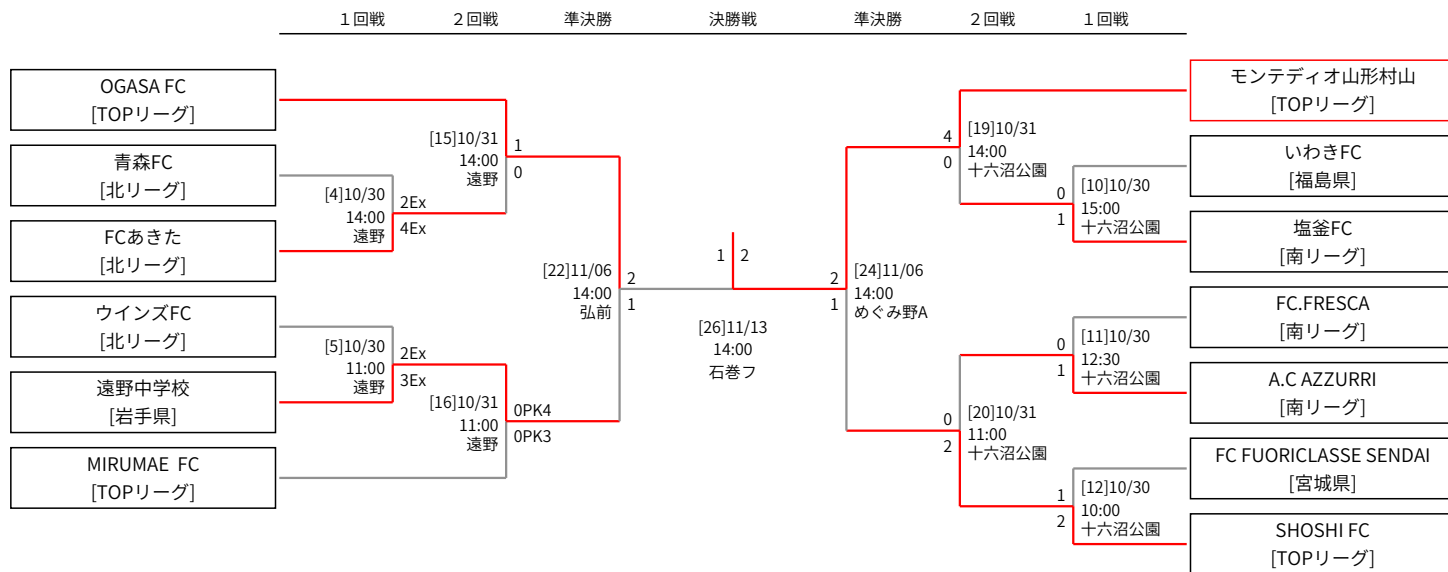 １回戦 ２回戦 準決勝 決勝戦 準決勝 ２回戦 １回戦
OGASA FC
[TOPリーグ]
青森FC
[北リーグ]
FCあきた
[北リーグ]
ウインズFC
[北リーグ]
遠野中学校
[岩手県]
MIRUMAE FC
[TOPリーグ]
[4]10/30
14:00
遠野
2Ex
4Ex
[5]10/30
11:00
遠野
2Ex
3Ex
[15]10/31
14:00
遠野
1
0
[16]10/31
11:00
遠野
0PK4
0PK3
[22]11/06
14:00
弘前
2
1
1 2
[26]11/13
14:00
石巻フ
2
1
[24]11/06
14:00
めぐみ野A
4
0
[19]10/31
14:00
十六沼公園
0
2
[20]10/31
11:00
十六沼公園
0
1
[10]10/30
15:00
十六沼公園
0
1
[11]10/30
12:30
十六沼公園
1
2
[12]10/30
10:00
十六沼公園
モンテディオ山形村山
[TOPリーグ]
いわきFC
[福島県]
塩釜FC
[南リーグ]
FC.FRESCA
[南リーグ]
A.C AZZURRI
[南リーグ]
FC FUORICLASSE SENDAI
[宮城県]
SHOSHI FC
[TOPリーグ]